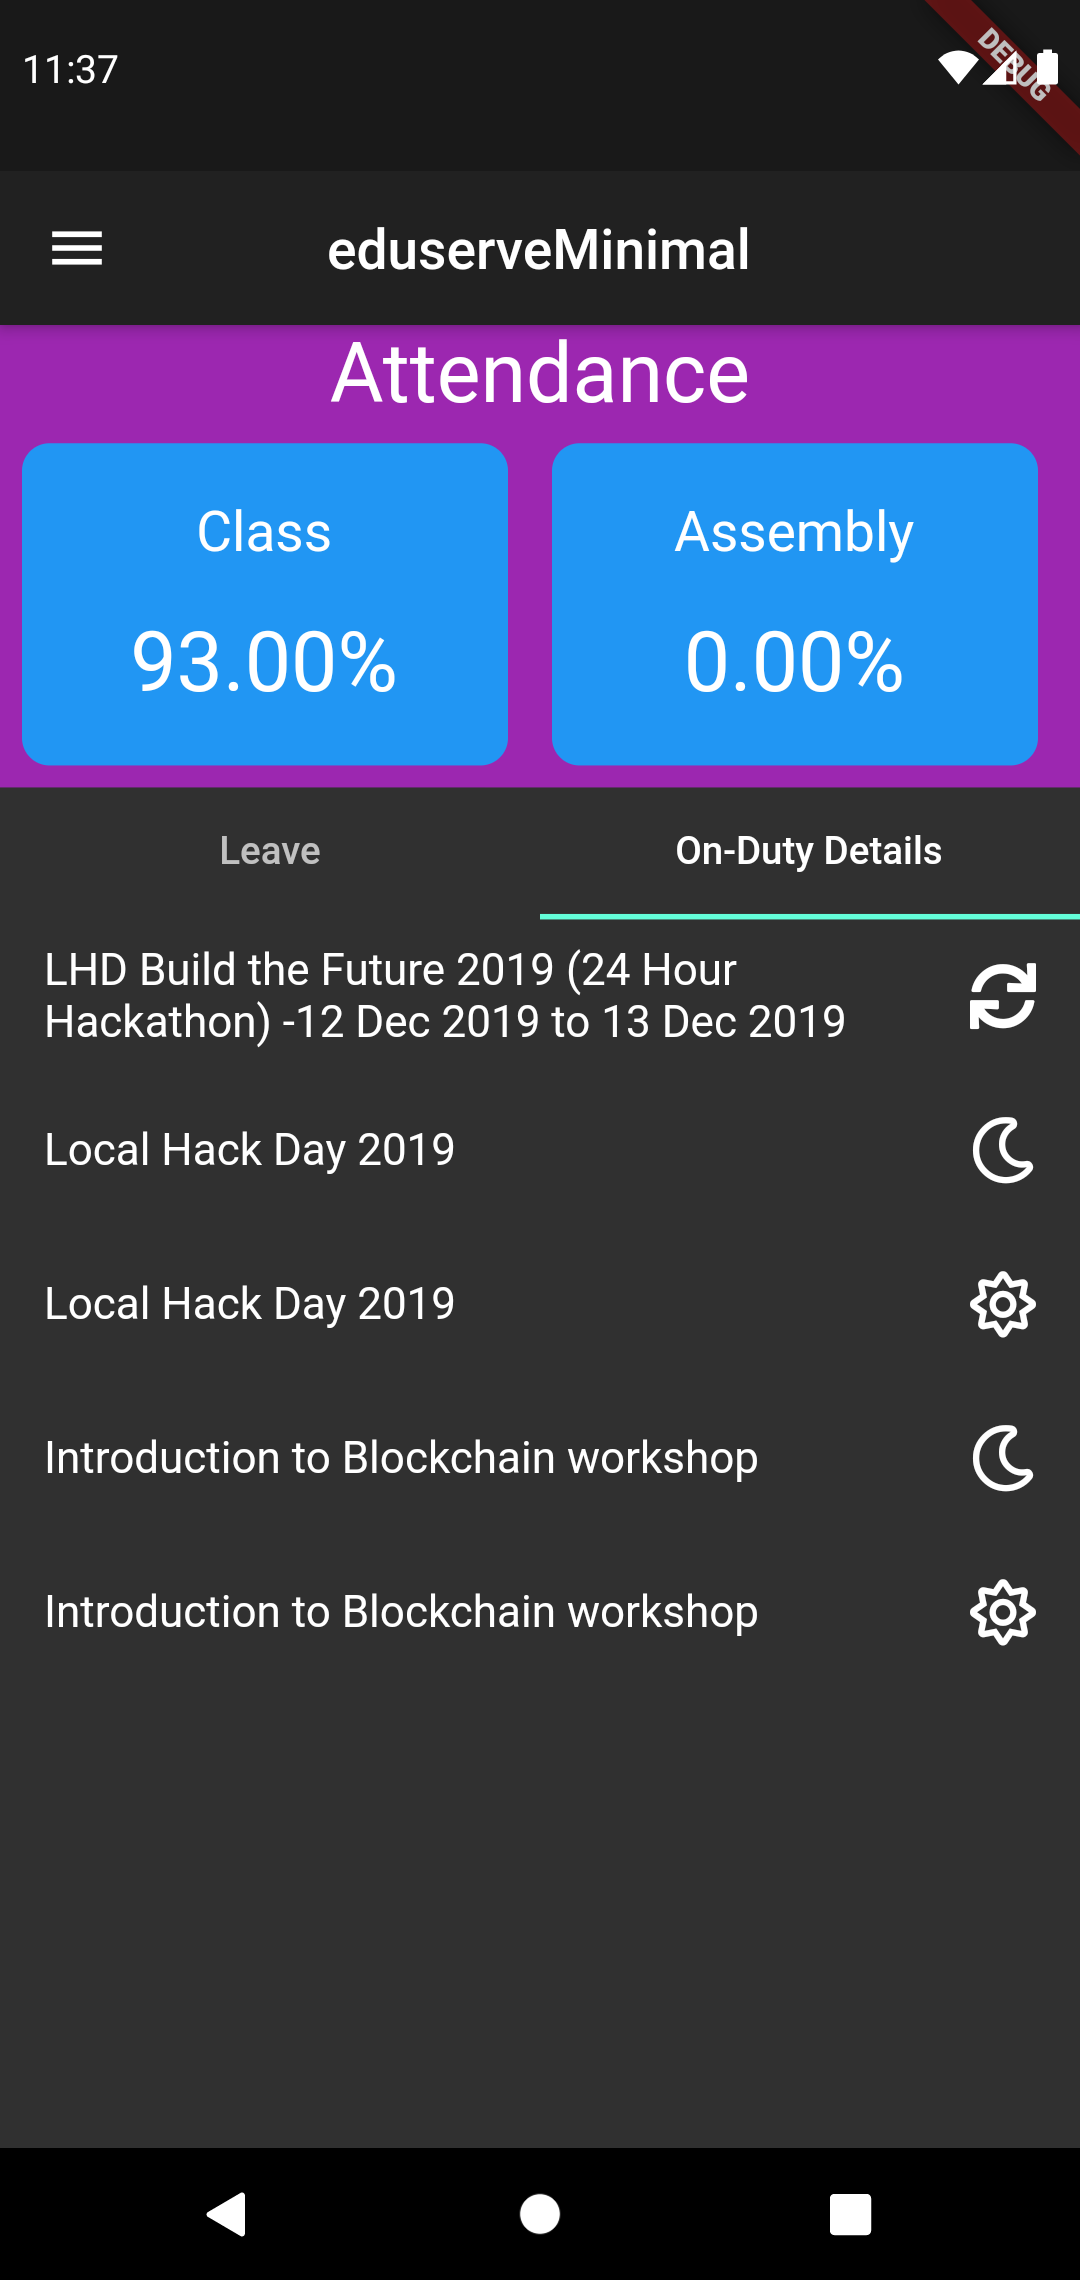 11:37
DEBUG
eduserveMinimal
Attendance
Class
93.00%
Assembly
0.00%
Leave
On-Duty Details
LHD Build the Future 2019 (24 Hour
Hackathon) -12 Dec 2019 to 13 Dec 2019
Local Hack Day 2019
Local Hack Day 2019
Introduction to Blockchain workshop
Introduction to Blockchain workshop